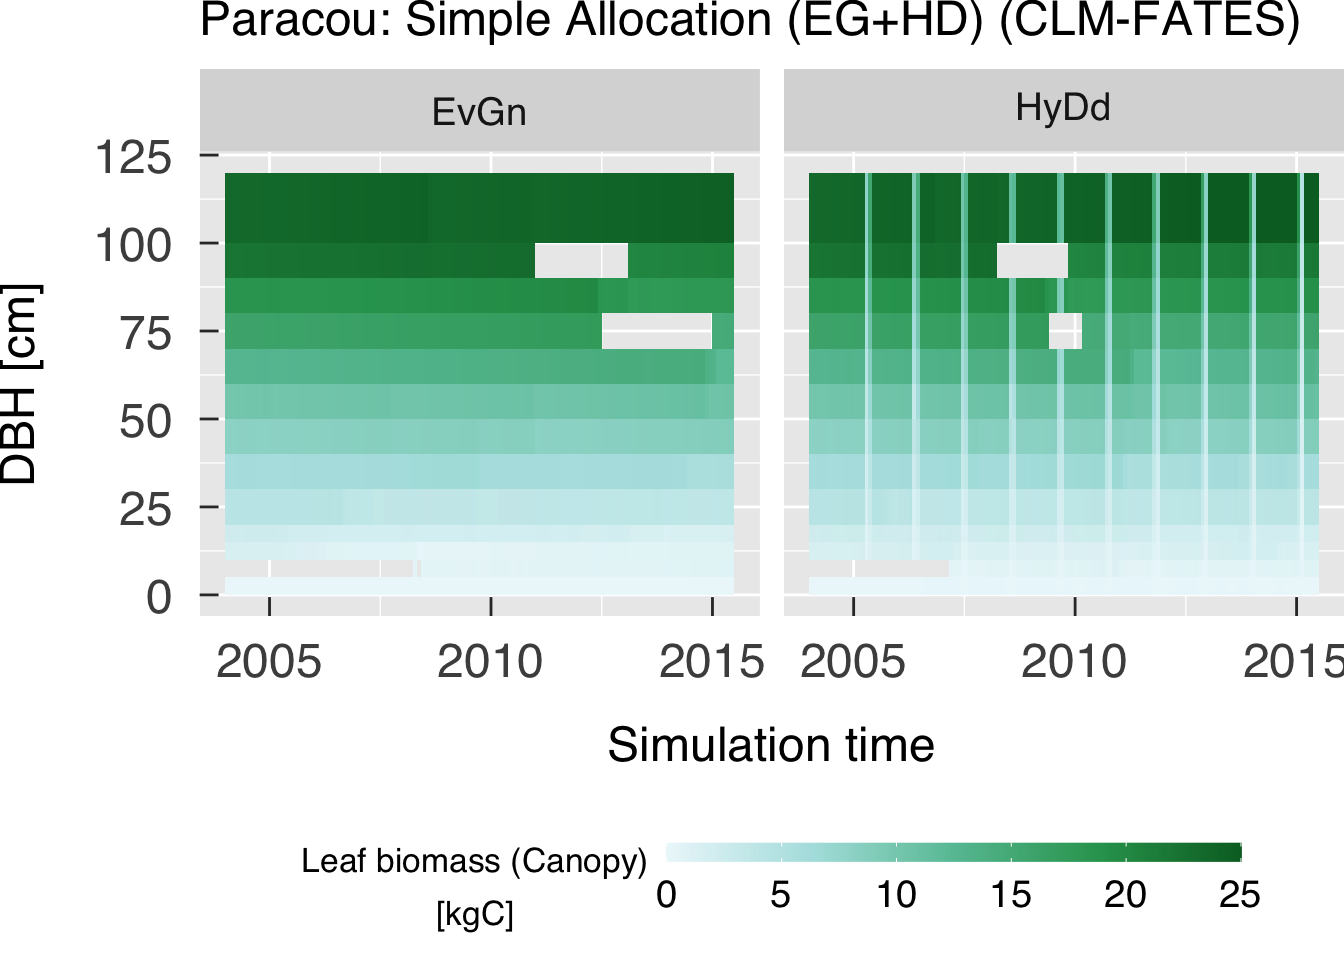 Paracou: Simple Allocation (EG+HD) (CLM-FATES)
EvGn
HyDd
DBH [cm]
125
100
75
50
25
0
2005 2010 2015 2005 2010 2015
Simulation time
Leaf biomass (Canopy)
[kgC]
0 5 10 15 20 25